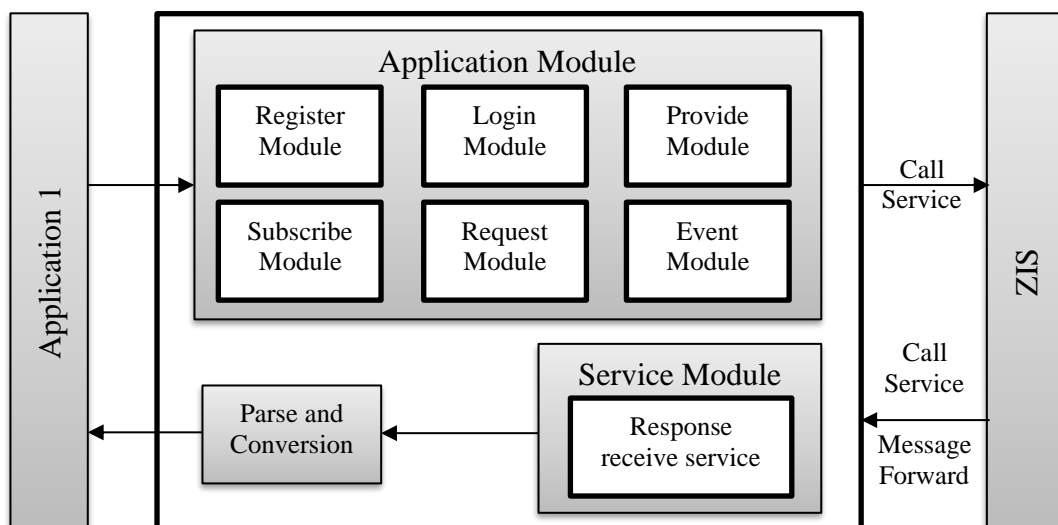 Application 1
Application Module
Register
Module
Login
Module
Provide
Module
Subscribe
Module
Request
Module
Event
Module
Call
Service
ZIS
Service Module
Response
receive service
Parse and
Conversion
Call
Service
Message
Forward